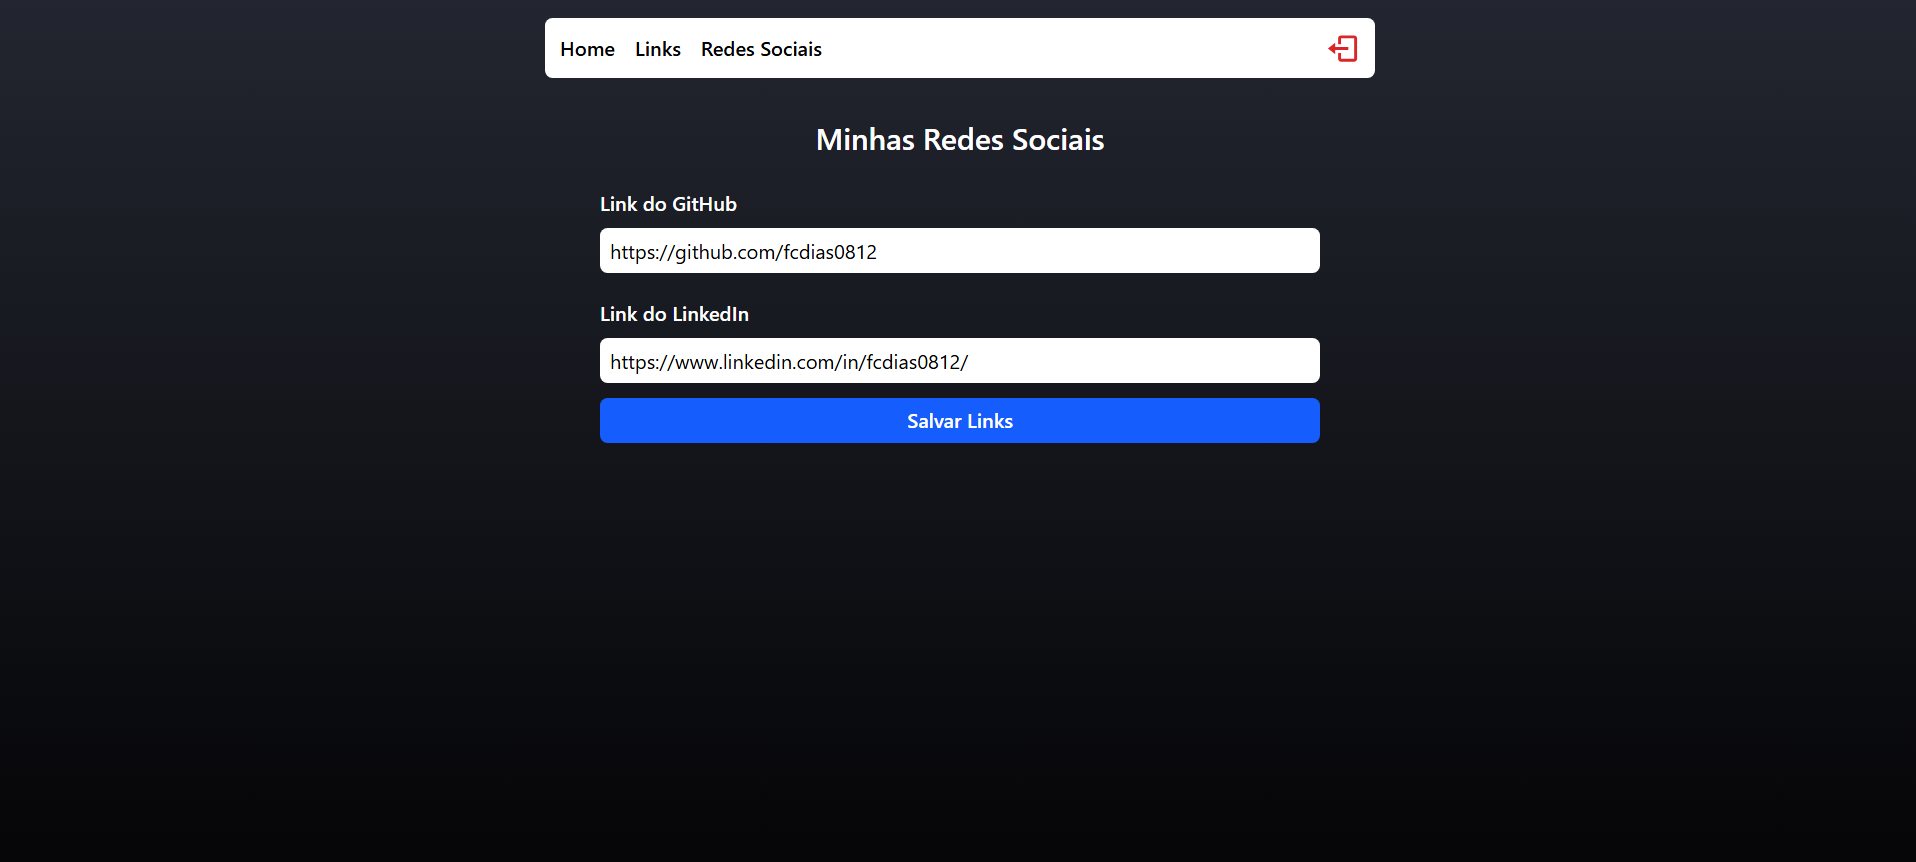 Home Links Redes Sociais
Minhas Redes Sociais
Link do GitHub
https://github.com/fcdias0812
Link do LinkedIn
https://www.linkedin.com/in/fcdias0812/
Salvar Links